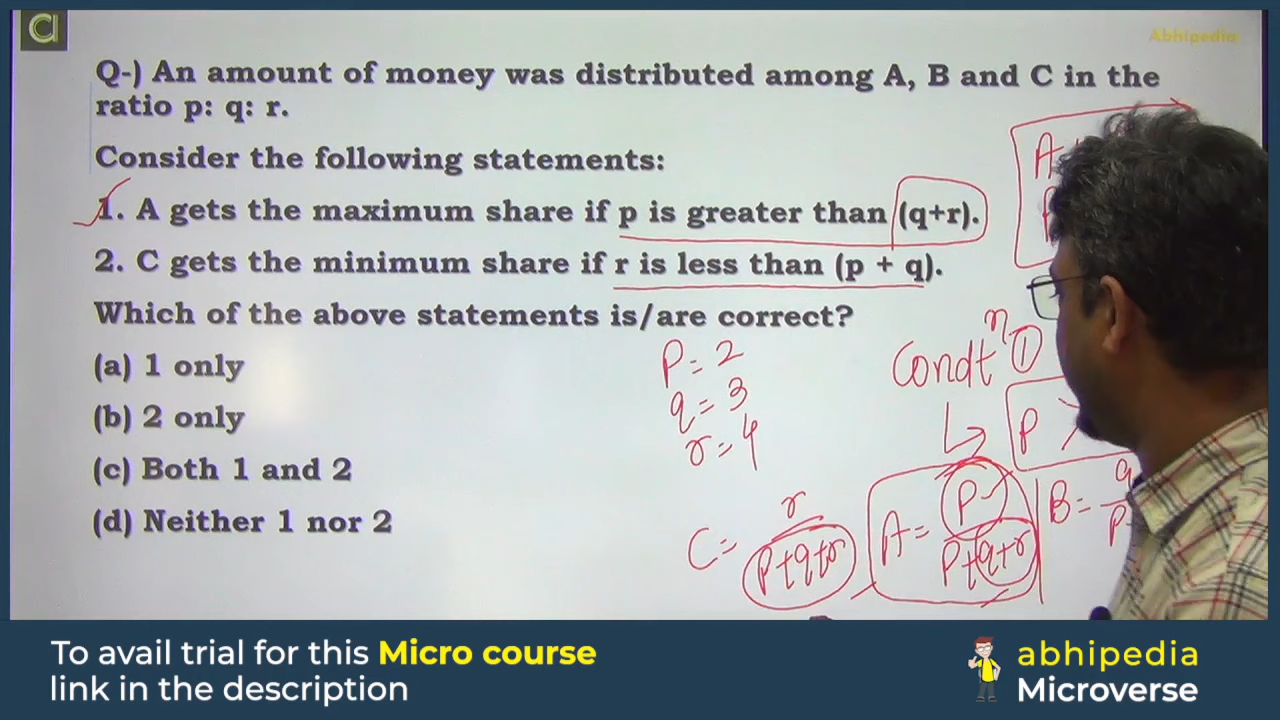 CI
Abhipedia
Q-) An amount of money was distributed among A, B and C in the
ratio p: q: r.
Consider the following statements:
1. A gets the maximum share if p is greater than (q+r).
2. C gets the minimum share if r is less than (p + q).
Which of the above statements is/are correct?
(a) 1 only
(b) 2 only
(c) Both 1 and 2
(d) Neither 1 nor 2
A
P = 2
q = 3
r = 4
Condtⁿ ①
P >
C = r / p+q+r
A = P / P+q+r
B = q / P+
To avail trial for this Micro course
link in the description
abhipedia
Microverse